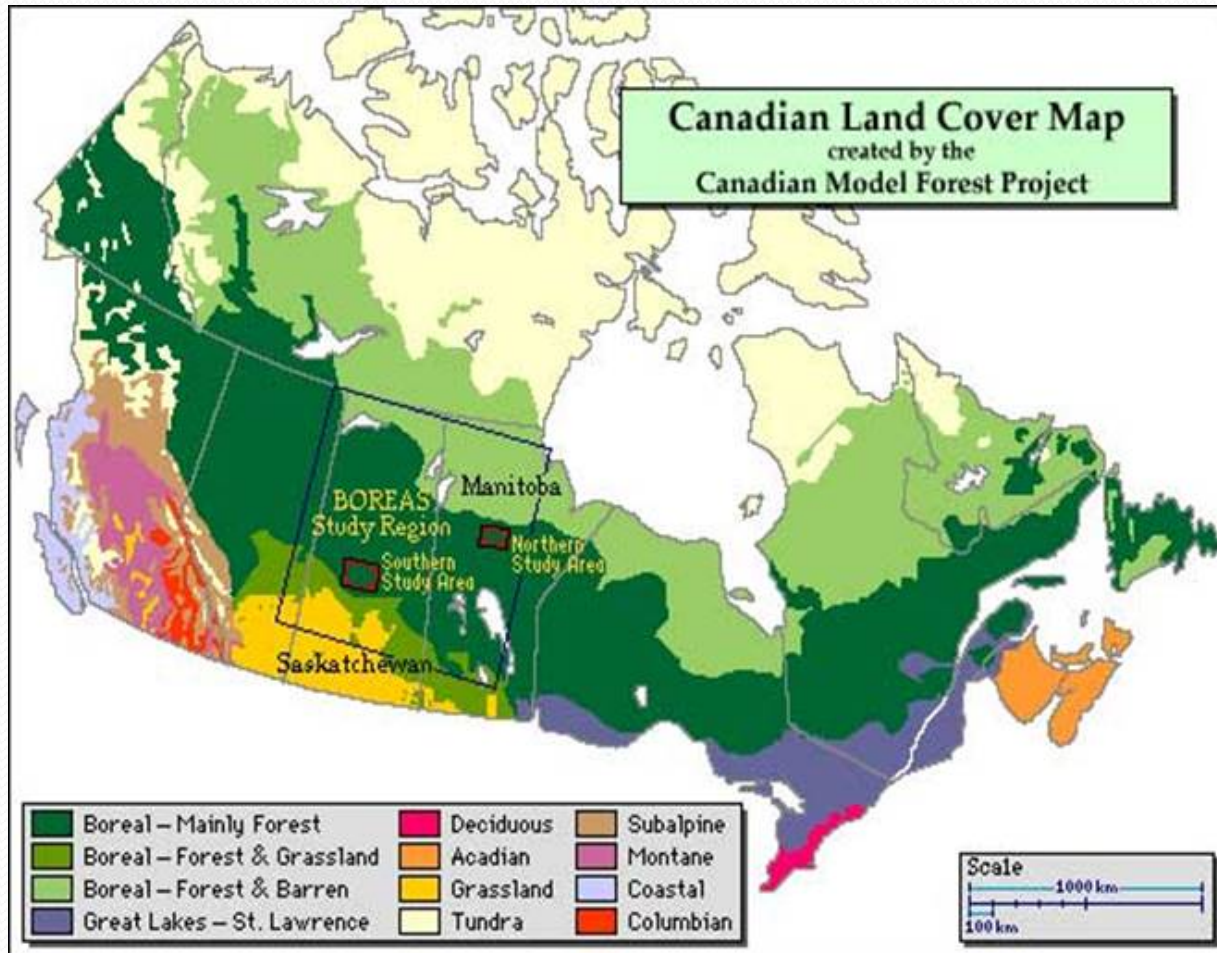 Canadian Land Cover Map
created by the
Canadian Model Forest Project
Manitoba
BOREAS
Study Region
Northern
Study Area
Southern
Study Area
Saskatchewan
Boreal – Mainly Forest
Boreal – Forest & Grassland
Boreal – Forest & Barren
Great Lakes – St. Lawrence
Deciduous
Acadian
Grassland
Tundra
Subalpine
Montane
Coastal
Columbian
Scale
1000 km
100 km